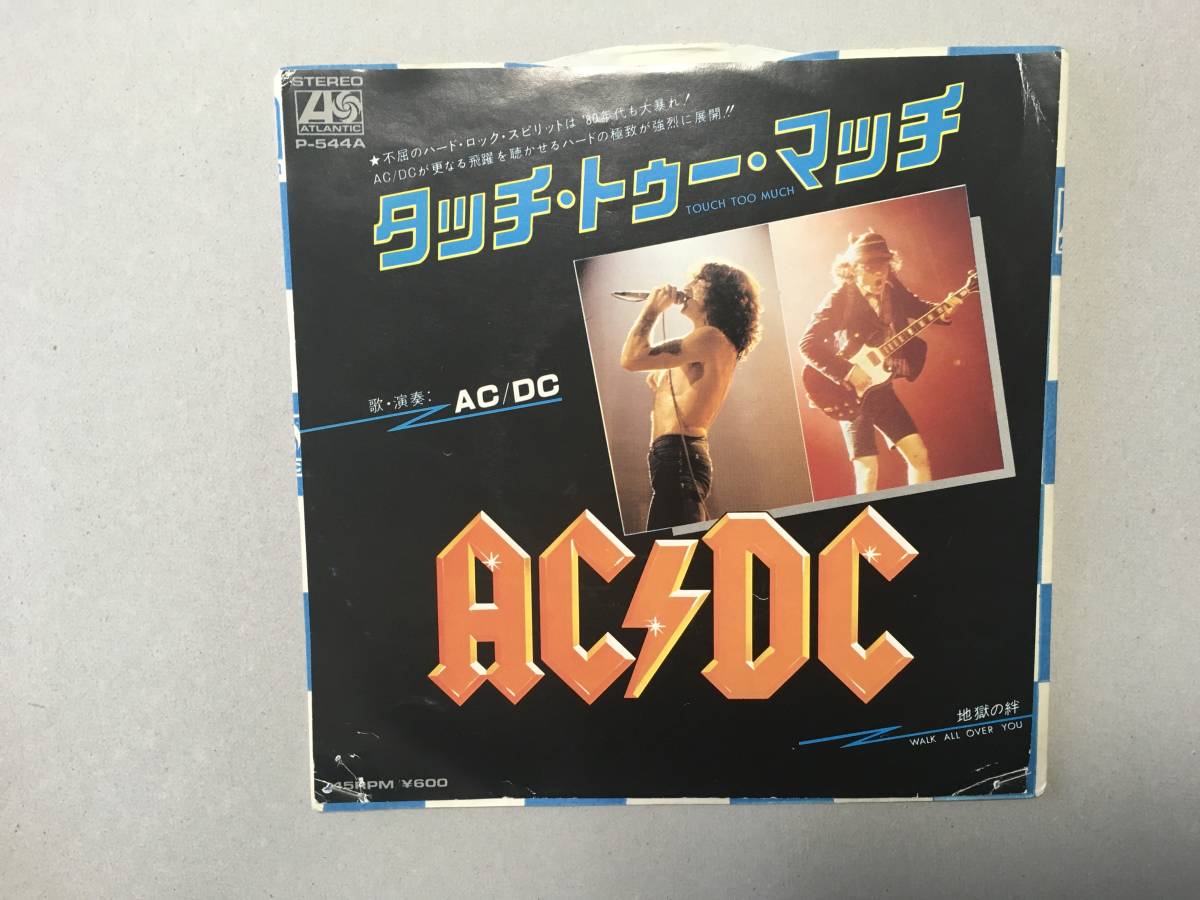 STEREO
ATLANTIC
P-544A
★不屈のハード・ロック・スピリットは'80年代も大暴れ!
AC/DCが更なる飛躍を聴かせるハードの極致が強烈に展開!!
タッチ・トゥー・マッチ
TOUCH TOO MUCH
歌・演奏: AC/DC
AC/DC
地獄の絆
WALK ALL OVER YOU
45RPM/¥600